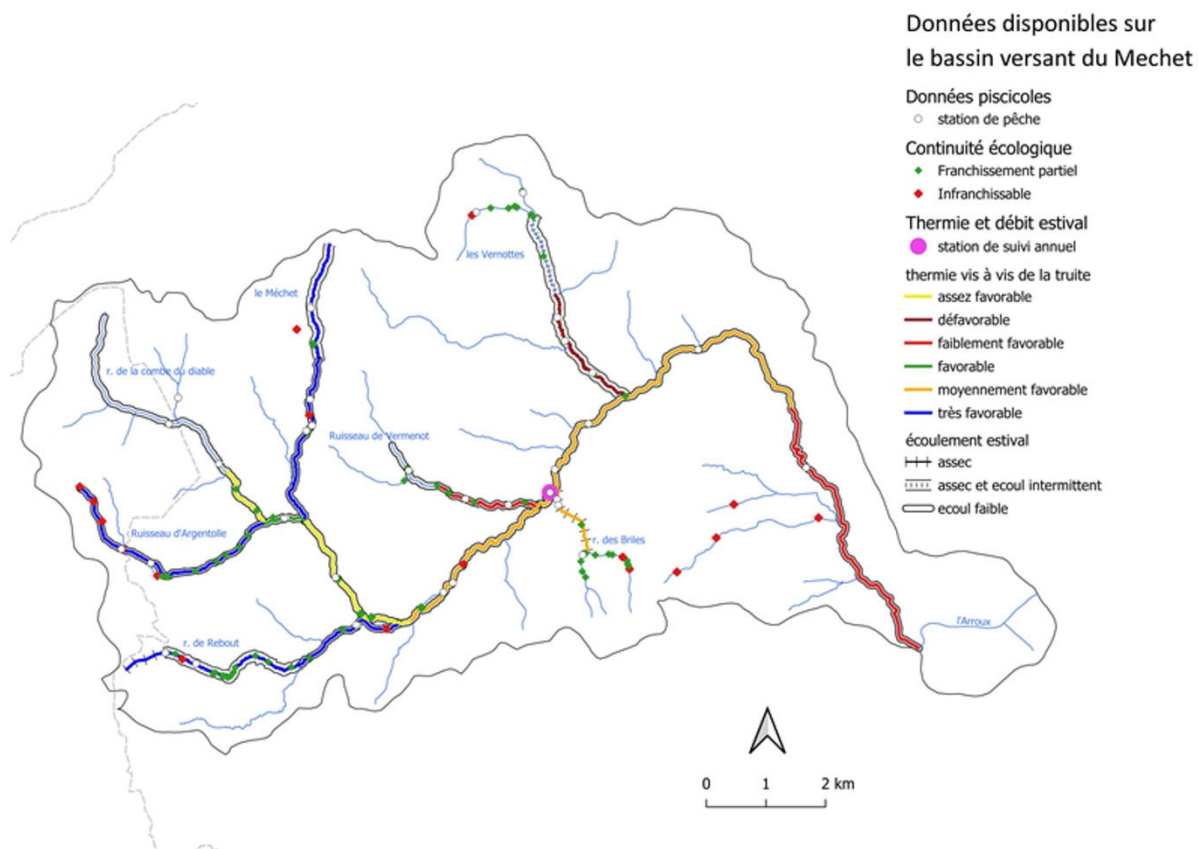 Données disponibles sur
le bassin versant du Mechet
Données piscicoles
station de pêche
Continuité écologique
Franchissement partiel
Infranchissable
Thermie et débit estival
station de suivi annuel
thermie vis à vis de la truite
assez favorable
défavorable
faiblement favorable
favorable
moyennement favorable
très favorable
écoulement estival
assec
assec et ecoul intermittent
ecoul faible
les Vernottes
le Méchet
r. de la combe du diable
Ruisseau de Vermenot
Ruisseau d'Argentolle
r. des Briles
r. de Rebout
l'Arroux
0 1 2 km